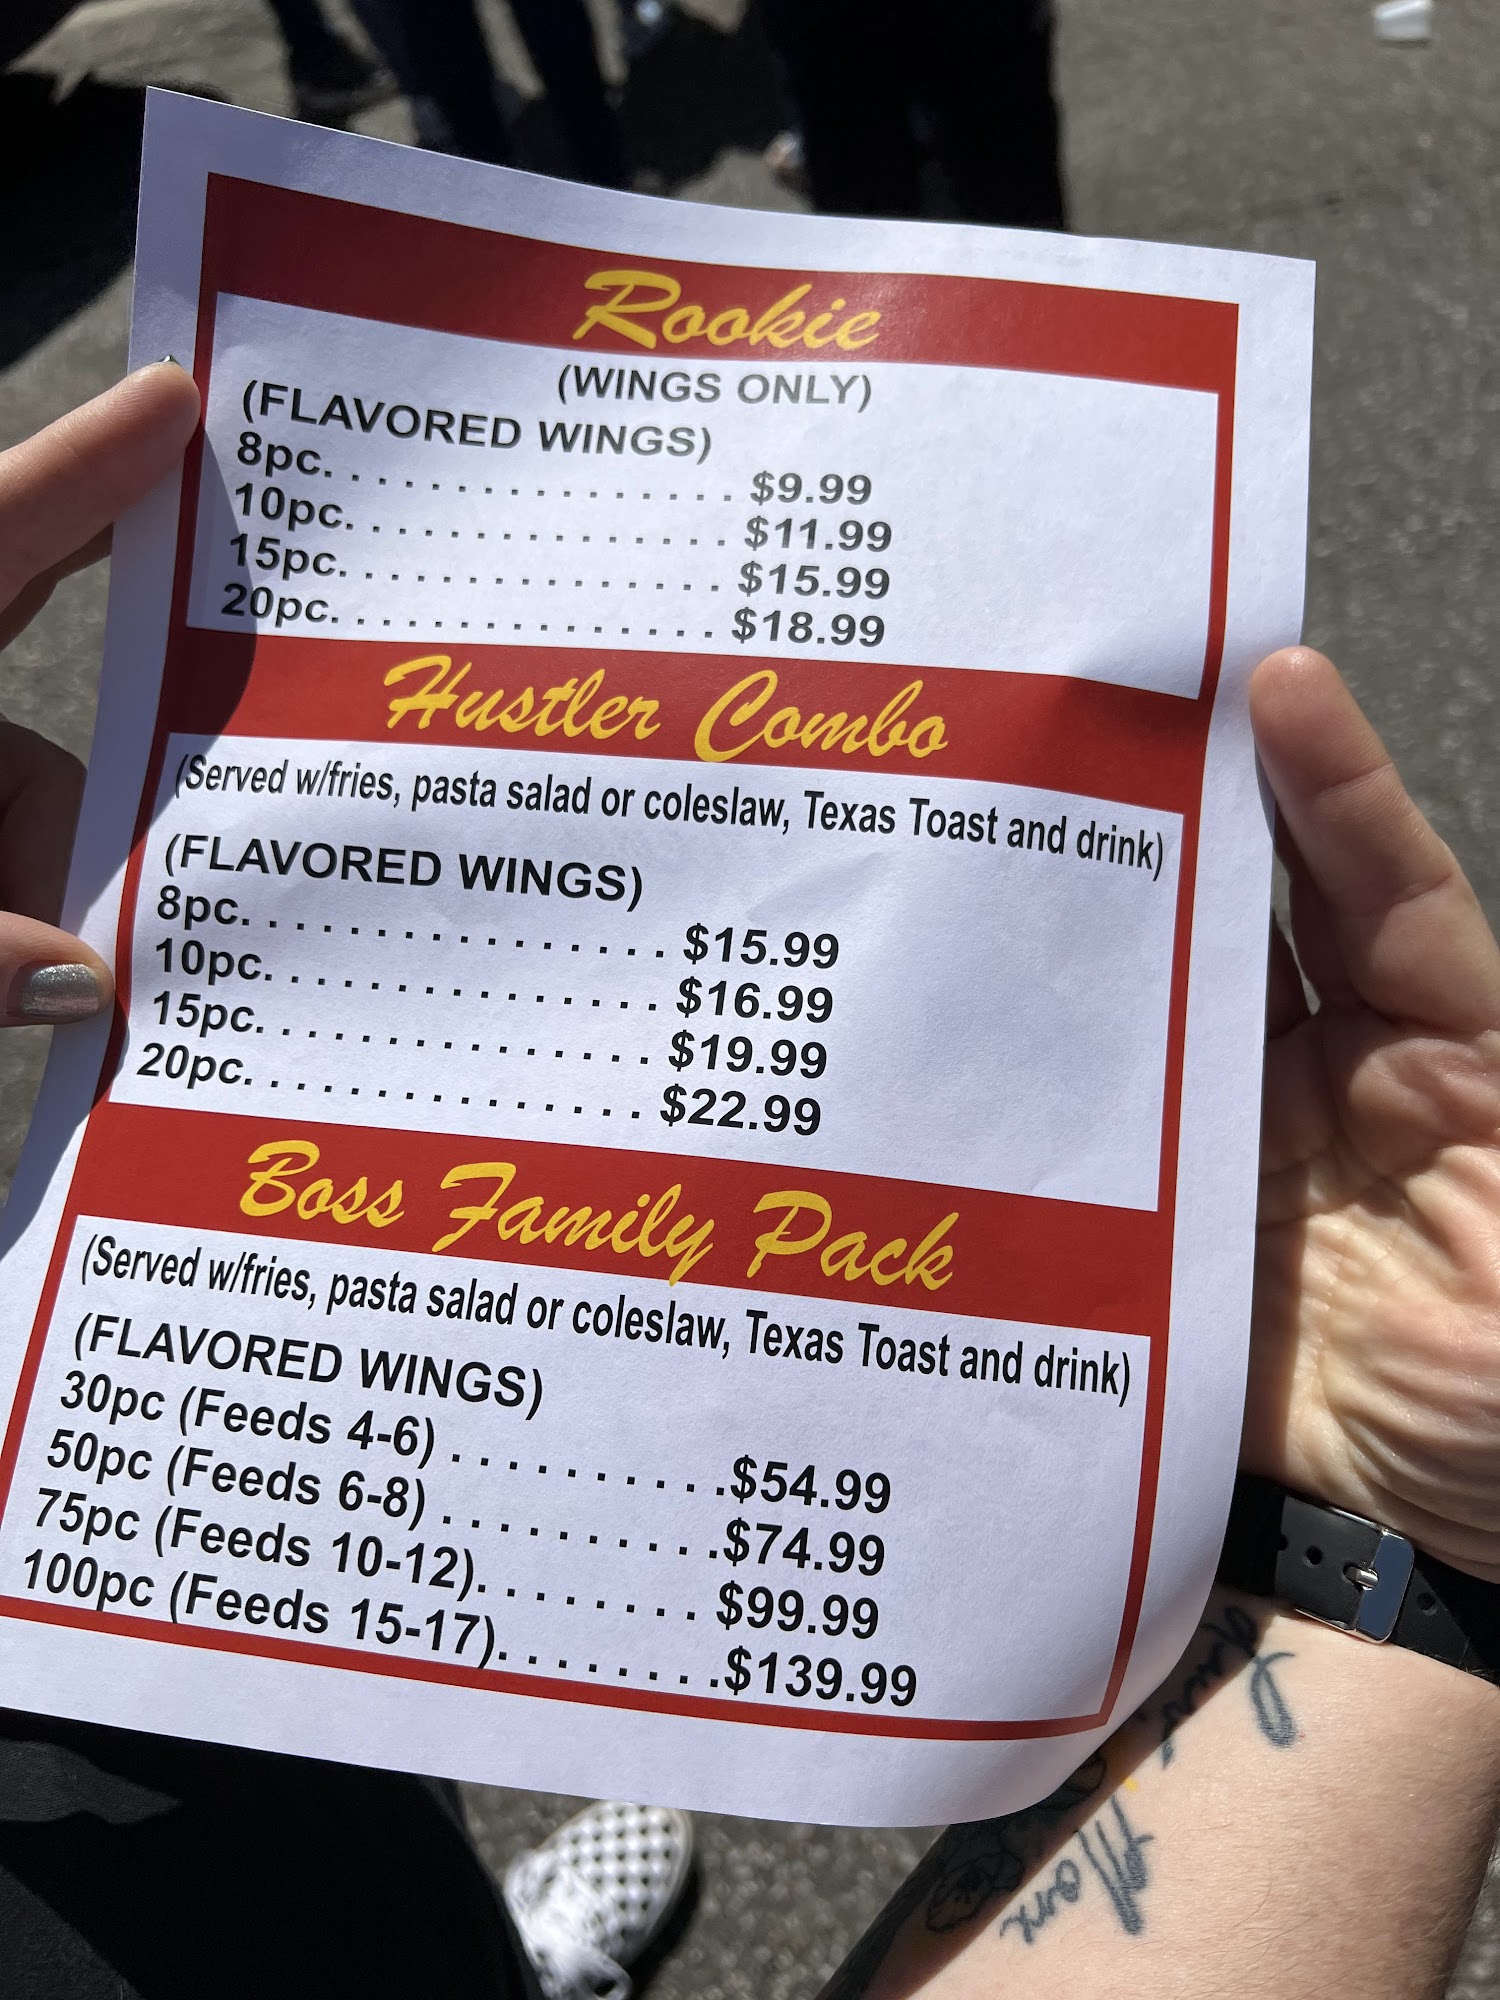 Rookie
(WINGS ONLY)
(FLAVORED WINGS)
8pc. . . . . . . . . . . . . . . . $9.99
10pc. . . . . . . . . . . . . . . $11.99
15pc. . . . . . . . . . . . . . . $15.99
20pc. . . . . . . . . . . . . . . $18.99
Hustler Combo
(Served w/fries, pasta salad or coleslaw, Texas Toast and drink)
(FLAVORED WINGS)
8pc. . . . . . . . . . . . . . . . $15.99
10pc. . . . . . . . . . . . . . . $16.99
15pc. . . . . . . . . . . . . . . $19.99
20pc. . . . . . . . . . . . . . . $22.99
Boss Family Pack
(Served w/fries, pasta salad or coleslaw, Texas Toast and drink)
(FLAVORED WINGS)
30pc (Feeds 4-6) . . . . . . . . . . .$54.99
50pc (Feeds 6-8) . . . . . . . . . . .$74.99
75pc (Feeds 10-12). . . . . . . . . $99.99
100pc (Feeds 15-17). . . . . . . . .$139.99
Mom